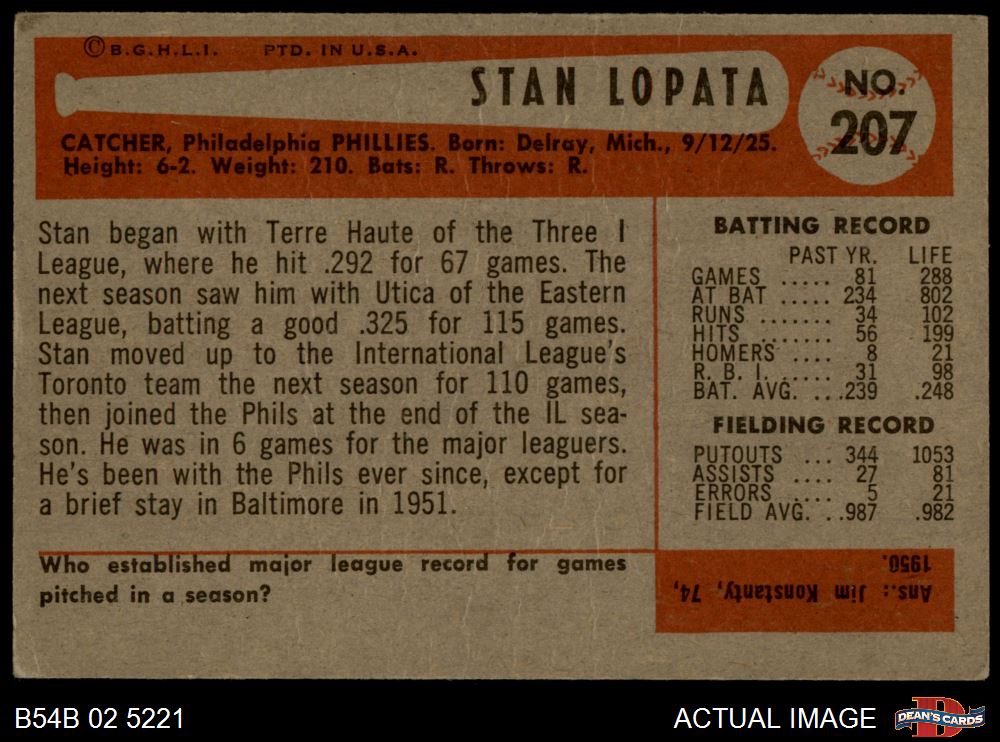 © B.G.H.L.I. PTD. IN U.S.A.
STAN LOPATA
NO. 207
CATCHER, Philadelphia PHILLIES. Born: Delray, Mich., 9/12/25.
Height: 6-2. Weight: 210. Bats: R. Throws: R.
Stan began with Terre Haute of the Three I
League, where he hit .292 for 67 games. The
next season saw him with Utica of the Eastern
League, batting a good .325 for 115 games.
Stan moved up to the International League's
Toronto team the next season for 110 games,
then joined the Phils at the end of the IL sea-
son. He was in 6 games for the major leaguers.
He's been with the Phils ever since, except for
a brief stay in Baltimore in 1951.
BATTING RECORD
PAST YR. LIFE
GAMES ..... 81 288
AT BAT ..... 234 802
RUNS ....... 34 102
HITS ....... 56 199
HOMERS .... 8 21
R. B. I. ..... 31 98
BAT. AVG. ...239 .248
FIELDING RECORD
PUTOUTS ... 344 1053
ASSISTS .... 27 81
ERRORS .... 5 21
FIELD AVG. ..987 .982
Who established major league record for games
pitched in a season?
Ans.: Jim Konstanty, 74,
1950.
B54B 02 5221
ACTUAL IMAGE
DEAN'S CARDS